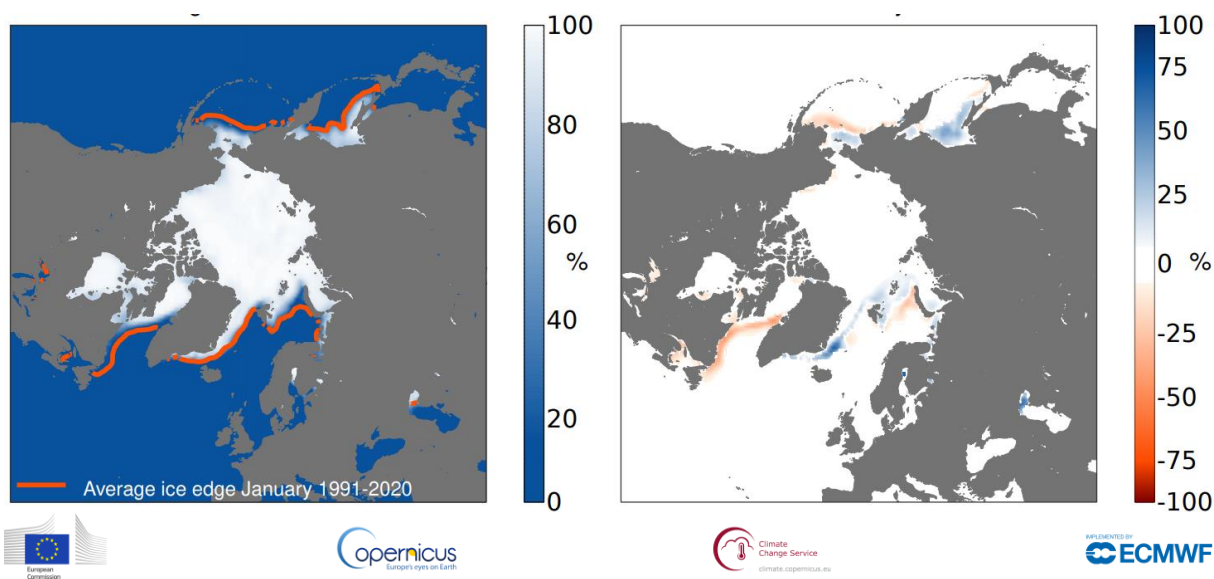 100
80
60
%
40
20
0
Average ice edge January 1991-2020
100
75
50
25
0 %
-25
-50
-75
-100
European
Commission
opernicus
Europe's eyes on Earth
Climate
Change Service
climate.copernicus.eu
IMPLEMENTED BY
ECMWF